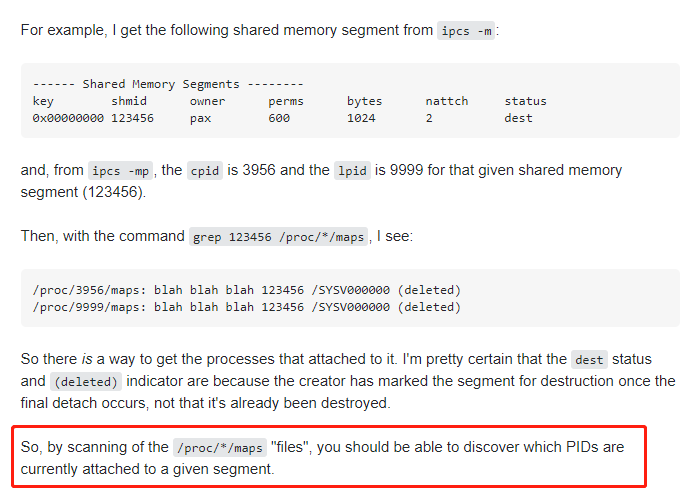 For example, I get the following shared memory segment from ipcs -m:
------ Shared Memory Segments --------
key        shmid      owner      perms      bytes      nattch     status
0x00000000 123456     pax        600        1024       2          dest
and, from ipcs -mp, the cpid is 3956 and the lpid is 9999 for that given shared memory
segment (123456).
Then, with the command grep 123456 /proc/*/maps, I see:
/proc/3956/maps: blah blah blah 123456 /SYSV000000 (deleted)
/proc/9999/maps: blah blah blah 123456 /SYSV000000 (deleted)
So there is a way to get the processes that attached to it. I'm pretty certain that the dest status
and (deleted) indicator are because the creator has marked the segment for destruction once the
final detach occurs, not that it's already been destroyed.
So, by scanning of the /proc/*/maps "files", you should be able to discover which PIDs are
currently attached to a given segment.